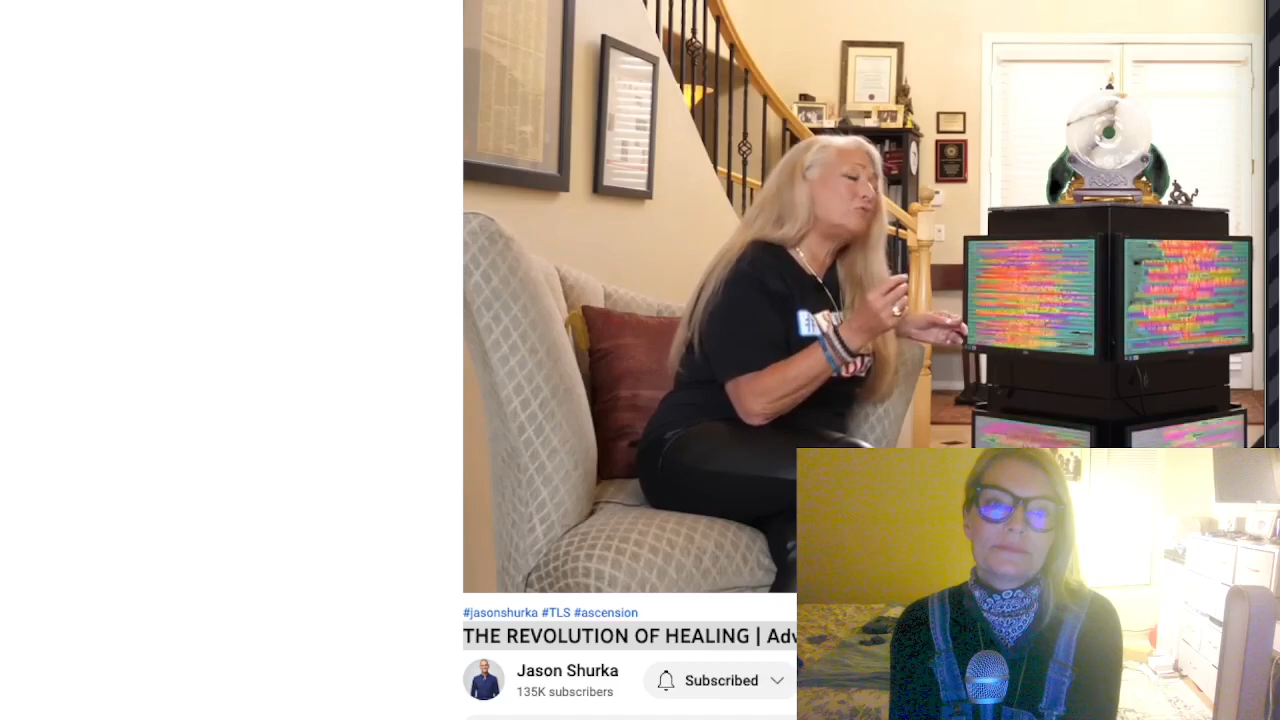 #jasonshurka #TLS #ascension
THE REVOLUTION OF HEALING | Adv
Jason Shurka
135K subscribers
Subscribed